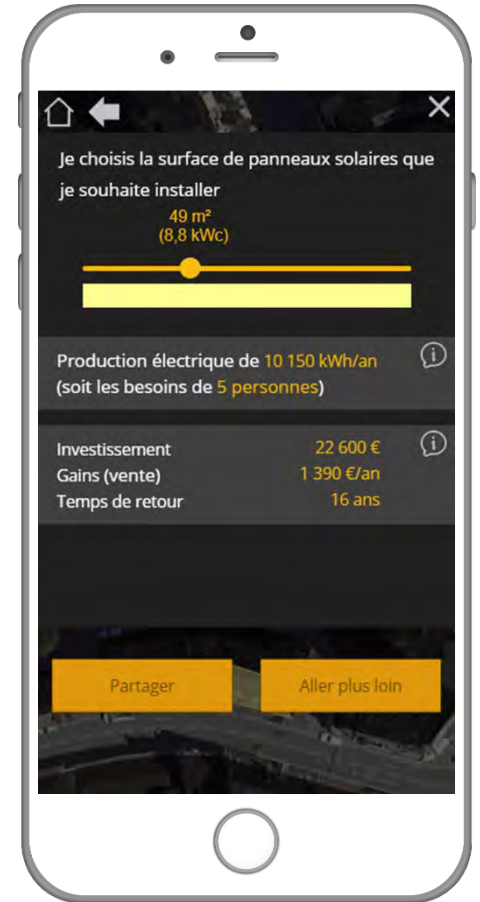 Je choisis la surface de panneaux solaires que
je souhaite installer
49 m²
(8,8 kWc)
Production électrique de 10 150 kWh/an
(soit les besoins de 5 personnes)
Investissement 22 600 €
Gains (vente) 1 390 €/an
Temps de retour 16 ans
Partager Aller plus loin